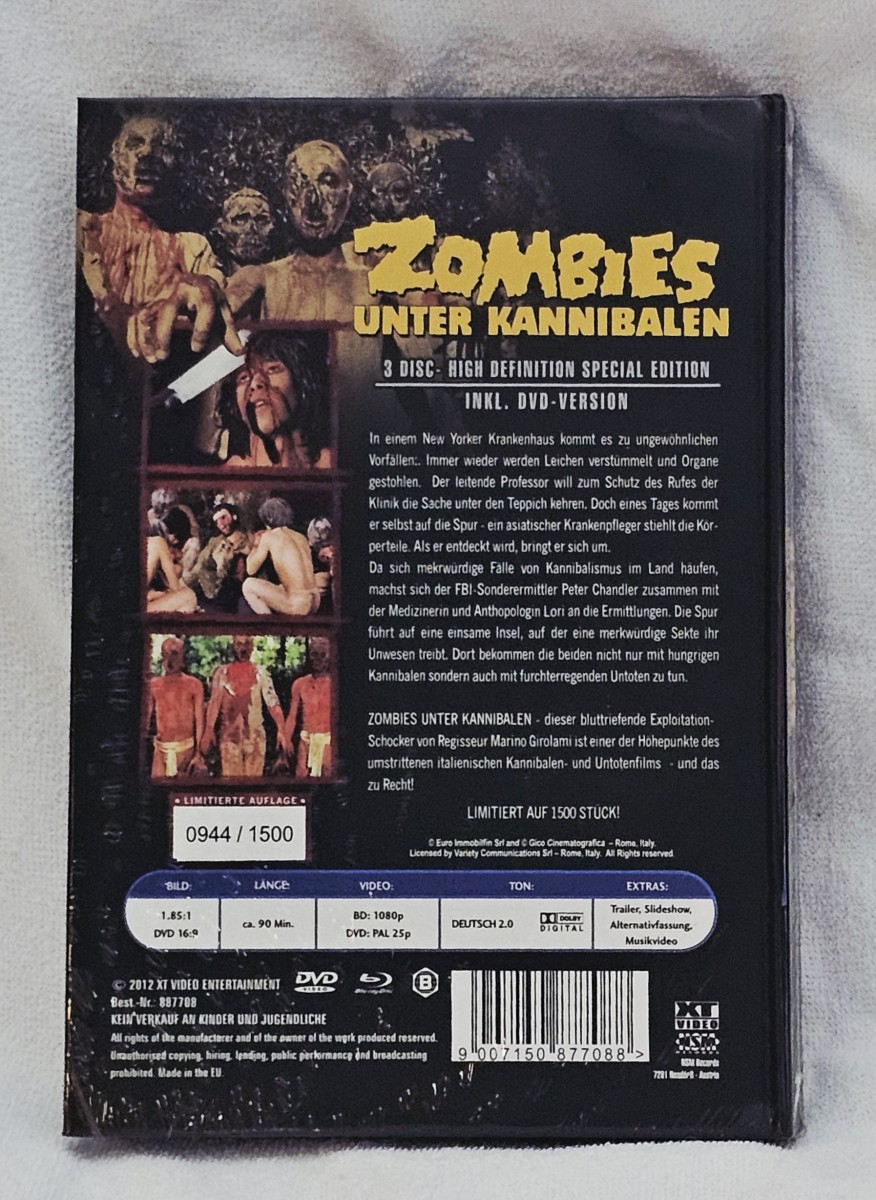 ZOMBIES
UNTER KANNIBALEN
3 DISC- HIGH DEFINITION SPECIAL EDITION
INKL. DVD-VERSION
In einem New Yorker Krankenhaus kommt es zu ungewöhnlichen
Vorfällen:. Immer wieder werden Leichen verstümmelt und Organe
gestohlen. Der leitende Professor will zum Schutz des Rufes der
Klinik die Sache unter den Teppich kehren. Doch eines Tages kommt
er selbst auf die Spur - ein asiatischer Krankenpfleger stiehlt die Kör-
perteile. Als er entdeckt wird, bringt er sich um.
Da sich mekrwürdige Fälle von Kannibalismus im Land häufen,
machst sich der FBI-Sonderermittler Peter Chandler zusammen mit
der Medizinerin und Anthopologin Lori an die Ermittlungen. Die Spur
führt auf eine einsame Insel, auf der eine merkwürdige Sekte ihr
Unwesen treibt. Dort bekommen die beiden nicht nur mit hungrigen
Kannibalen sondern auch mit furchterregenden Untoten zu tun.
ZOMBIES UNTER KANNIBALEN - dieser bluttriefende Exploitation-
Schocker von Regisseur Marino Girolami ist einer der Höhepunkte des
umstrittenen italienischen Kannibalen- und Untotenfilms - und das
zu Recht!
• LIMITIERTE AUFLAGE •
0944 / 1500
LIMITIERT AUF 1500 STÜCK!
© Euro Immobilfin Srl and © Gico Cinematografica – Rome, Italy.
Licensed by Variety Communications Srl – Rome, Italy. All Rights reserved.
BILD: LÄNGE: VIDEO: TON: EXTRAS:
1.85:1
DVD 16:9
ca. 90 Min.
BD: 1080p
DVD: PAL 25p
DEUTSCH 2.0
DOLBY
DIGITAL
Trailer, Slideshow,
Alternativfassung,
Musikvideo
© 2012 XT VIDEO ENTERTAINMENT
DVD
VIDEO
Blu-ray Disc
B
Best.-Nr.: 887708
KEIN VERKAUF AN KINDER UND JUGENDLICHE
All rights of the manufacturer and of the owner of the work produced reserved.
Unauthorised copying, hiring, lending, public performance and broadcasting
prohibited. Made in the EU.
9 007150 877088 >
XT
VIDEO
NSM
RECORDS
NSM Records
7201 Neudörfl - Austria